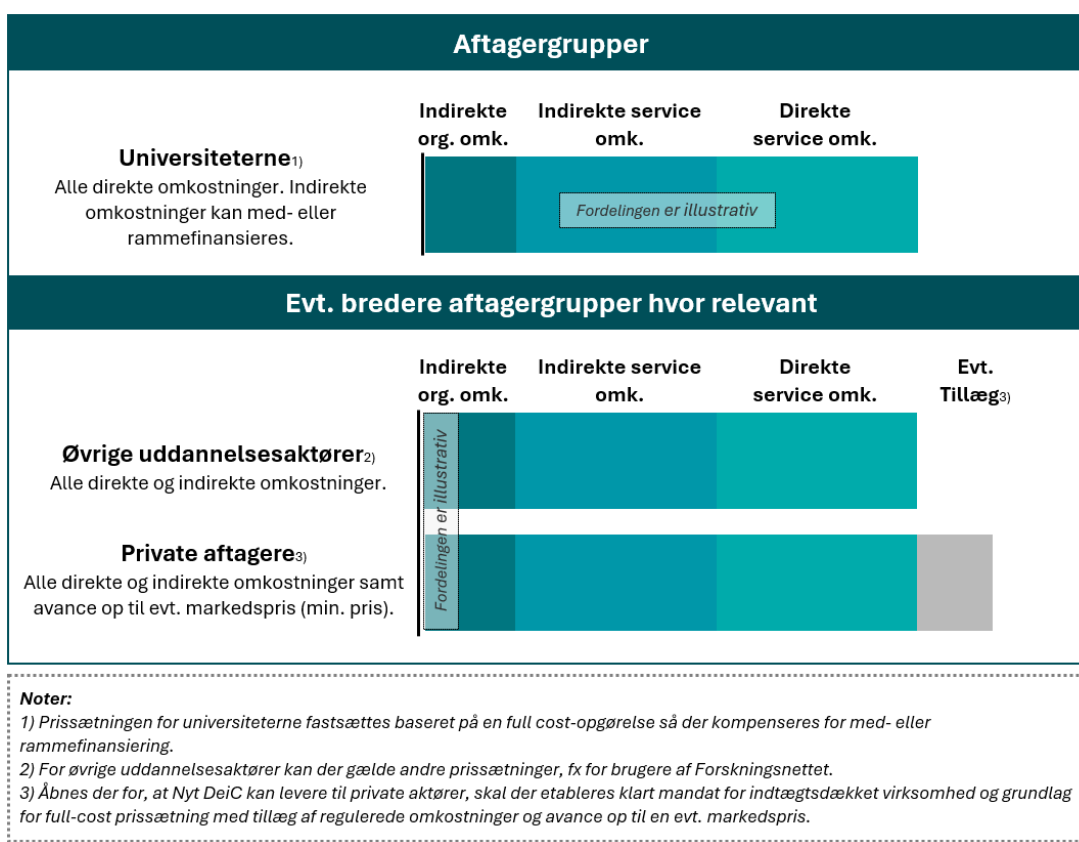 Aftagergrupper
Indirekte
org. omk.
Indirekte service
omk.
Direkte
service omk.
Universiteterne1)
Alle direkte omkostninger. Indirekte
omkostninger kan med- eller
rammefinansieres.
Fordelingen er illustrativ
Evt. bredere aftagergrupper hvor relevant
Indirekte
org. omk.
Indirekte service
omk.
Direkte
service omk.
Evt.
Tillæg3)
Øvrige uddannelsesaktører2)
Alle direkte og indirekte omkostninger.
Fordelingen er illustrativ
Private aftagere3)
Alle direkte og indirekte omkostninger samt
avance op til evt. markedspris (min. pris).
Noter:
1) Prissætningen for universiteterne fastsættes baseret på en full cost-opgørelse så der kompenseres for med- eller
rammefinansiering.
2) For øvrige uddannelsesaktører kan der gælde andre prissætninger, fx for brugere af Forskningsnettet.
3) Åbnes der for, at Nyt DeiC kan levere til private aktører, skal der etableres klart mandat for indtægtsdækket virksomhed og grundlag
for full-cost prissætning med tillæg af regulerede omkostninger og avance op til en evt. markedspris.